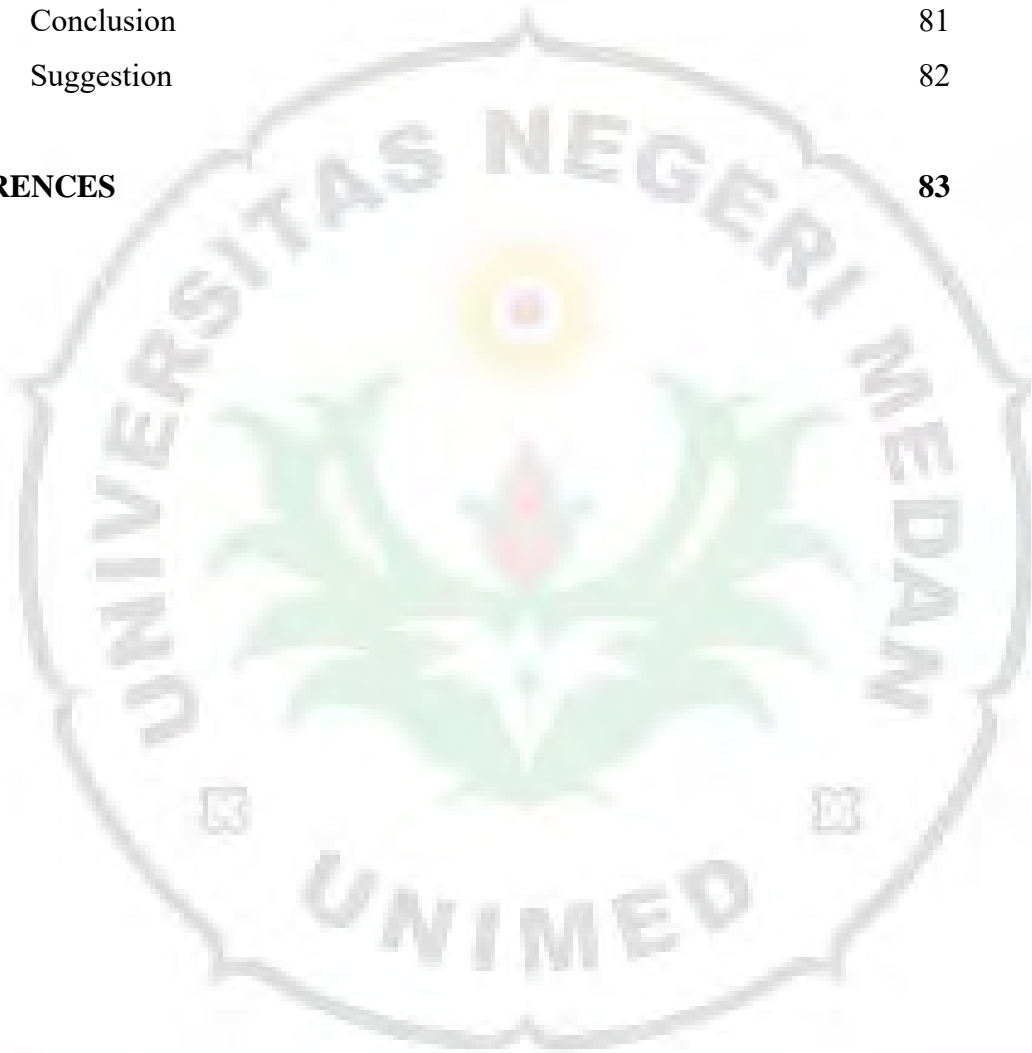 Conclusion 81
Suggestion 82
RENCES 83
UNIVERSITAS NEGERI MEDAN
UNIMED